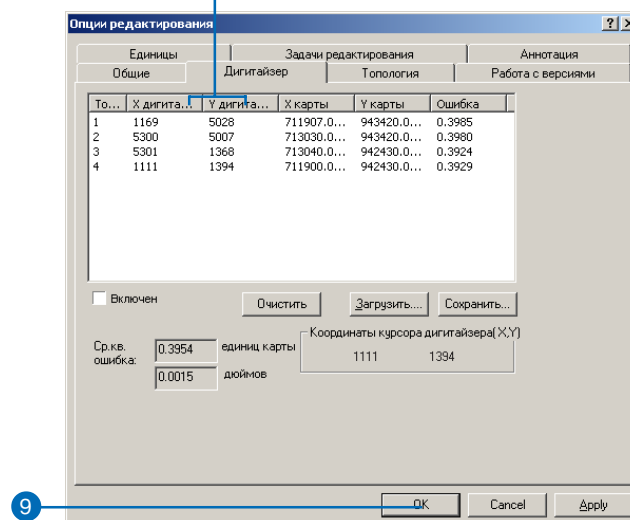 Опции редактирования
Единицы Задачи редактирования Аннотация
Общие Дигитайзер Топология Работа с версиями
То... X дигита... Y дигита... X карты Y карты Ошибка
1 1169 5028 711907.0... 943420.0... 0.3985
2 5300 5007 713030.0... 943420.0... 0.3980
3 5301 1368 713040.0... 942430.0... 0.3924
4 1111 1394 711900.0... 942430.0... 0.3929
Включен Очистить Загрузить.... Сохранить...
Координаты курсора дигитайзера(X,Y)
Ср.кв. ошибка: 0.3954 единиц карты 1111 1394
0.0015 дюймов
9 OK Cancel Apply